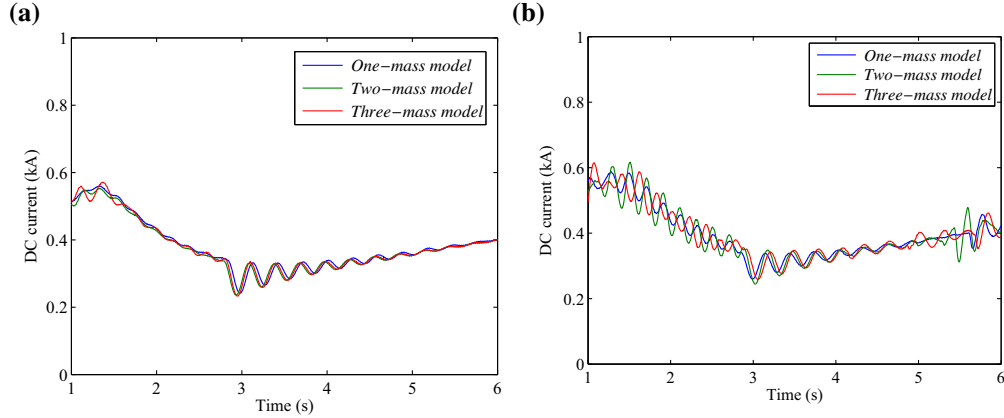 (a)
1
0.8
0.6
0.4
0.2
0
DC current (kA)
One−mass model
Two−mass model
Three−mass model
1 2 3 4 5 6
Time (s)
(b)
1
0.8
0.6
0.4
0.2
0
DC current (kA)
One−mass model
Two−mass model
Three−mass model
1 2 3 4 5 6
Time (s)